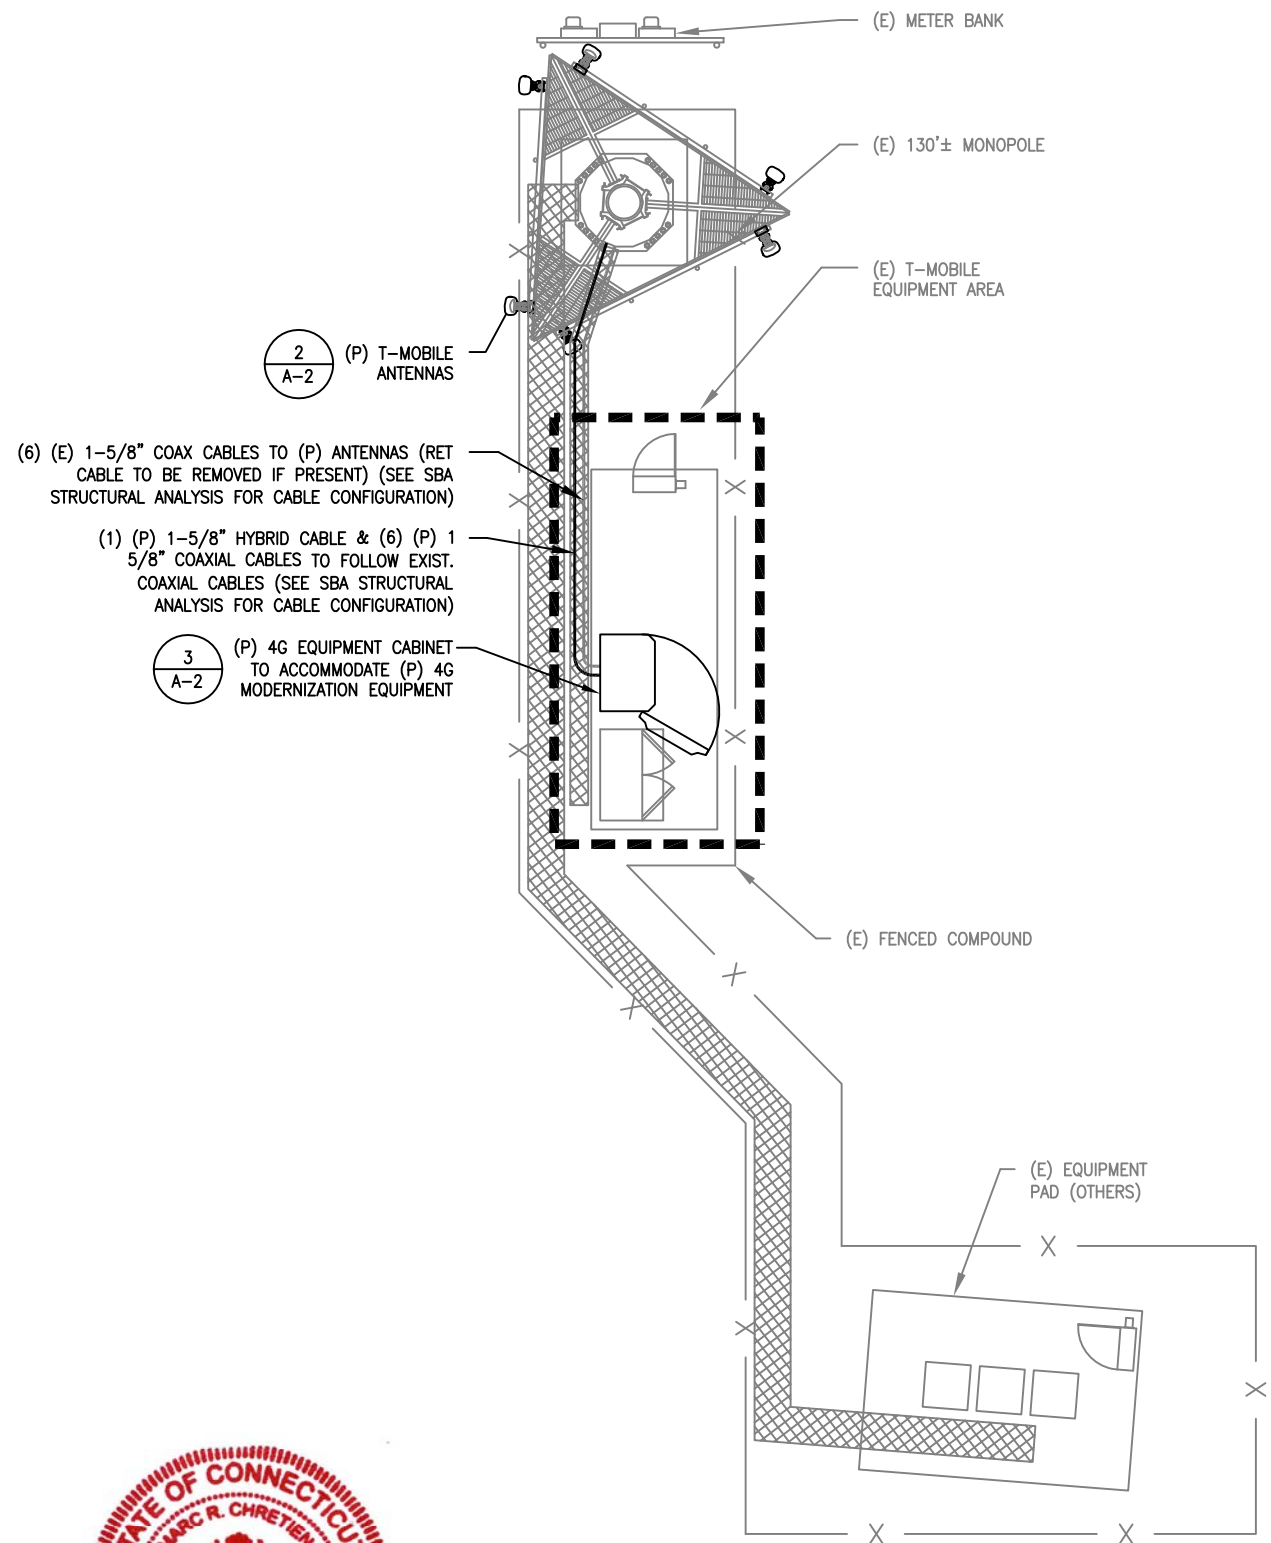 (E) METER BANK
(E) 130'± MONOPOLE
(E) T-MOBILE
EQUIPMENT AREA
2
A-2
(P) T-MOBILE
ANTENNAS
(6) (E) 1-5/8" COAX CABLES TO (P) ANTENNAS (RET
CABLE TO BE REMOVED IF PRESENT) (SEE SBA
STRUCTURAL ANALYSIS FOR CABLE CONFIGURATION)
(1) (P) 1-5/8" HYBRID CABLE & (6) (P) 1
5/8" COAXIAL CABLES TO FOLLOW EXIST.
COAXIAL CABLES (SEE SBA STRUCTURAL
ANALYSIS FOR CABLE CONFIGURATION)
3
A-2
(P) 4G EQUIPMENT CABINET
TO ACCOMMODATE (P) 4G
MODERNIZATION EQUIPMENT
(E) FENCED COMPOUND
(E) EQUIPMENT
PAD (OTHERS)
STATE OF CONNECTICUT
MARC R. CHRETIEN